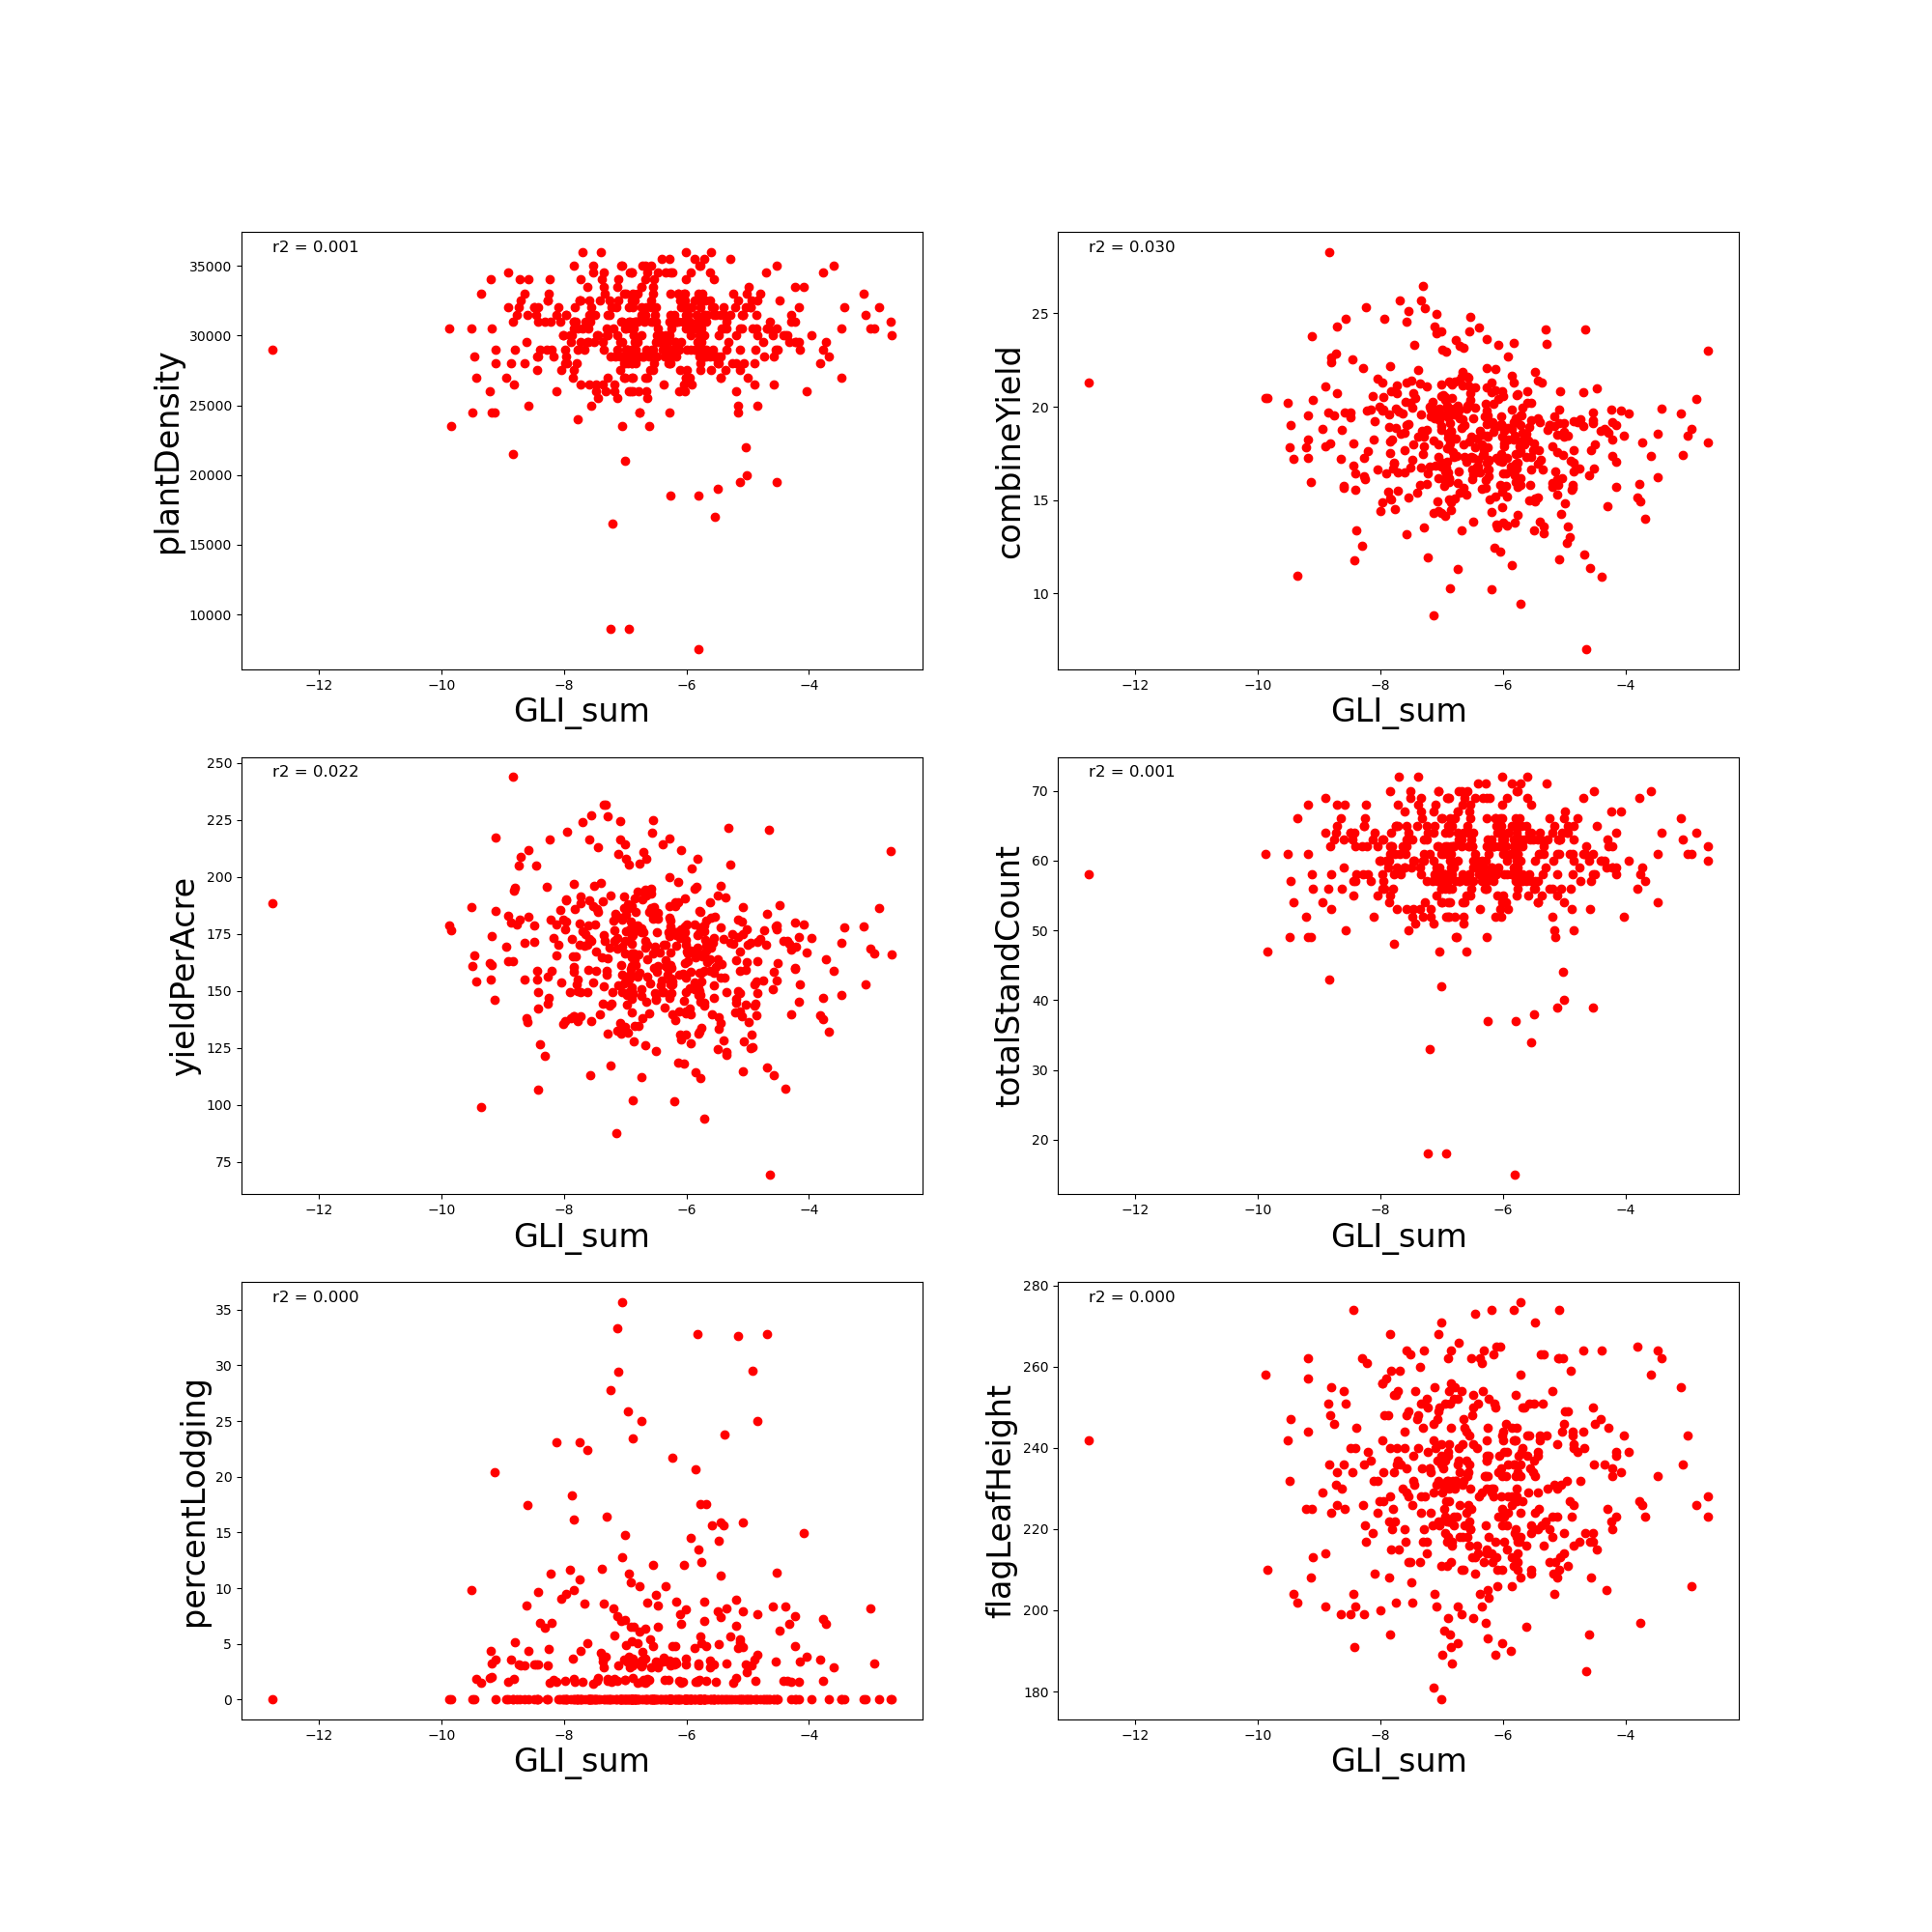 r2 = 0.001
35000
30000
25000
20000
15000
10000
plantDensity
−12 −10 −8 −6 −4
GLI_sum
r2 = 0.030
25
20
15
10
combineYield
−12 −10 −8 −6 −4
GLI_sum
r2 = 0.022
250
225
200
175
150
125
100
75
yieldPerAcre
−12 −10 −8 −6 −4
GLI_sum
r2 = 0.001
70
60
50
40
30
20
totalStandCount
−12 −10 −8 −6 −4
GLI_sum
r2 = 0.000
35
30
25
20
15
10
5
0
percentLodging
−12 −10 −8 −6 −4
GLI_sum
r2 = 0.000
280
260
240
220
200
180
flagLeafHeight
−12 −10 −8 −6 −4
GLI_sum